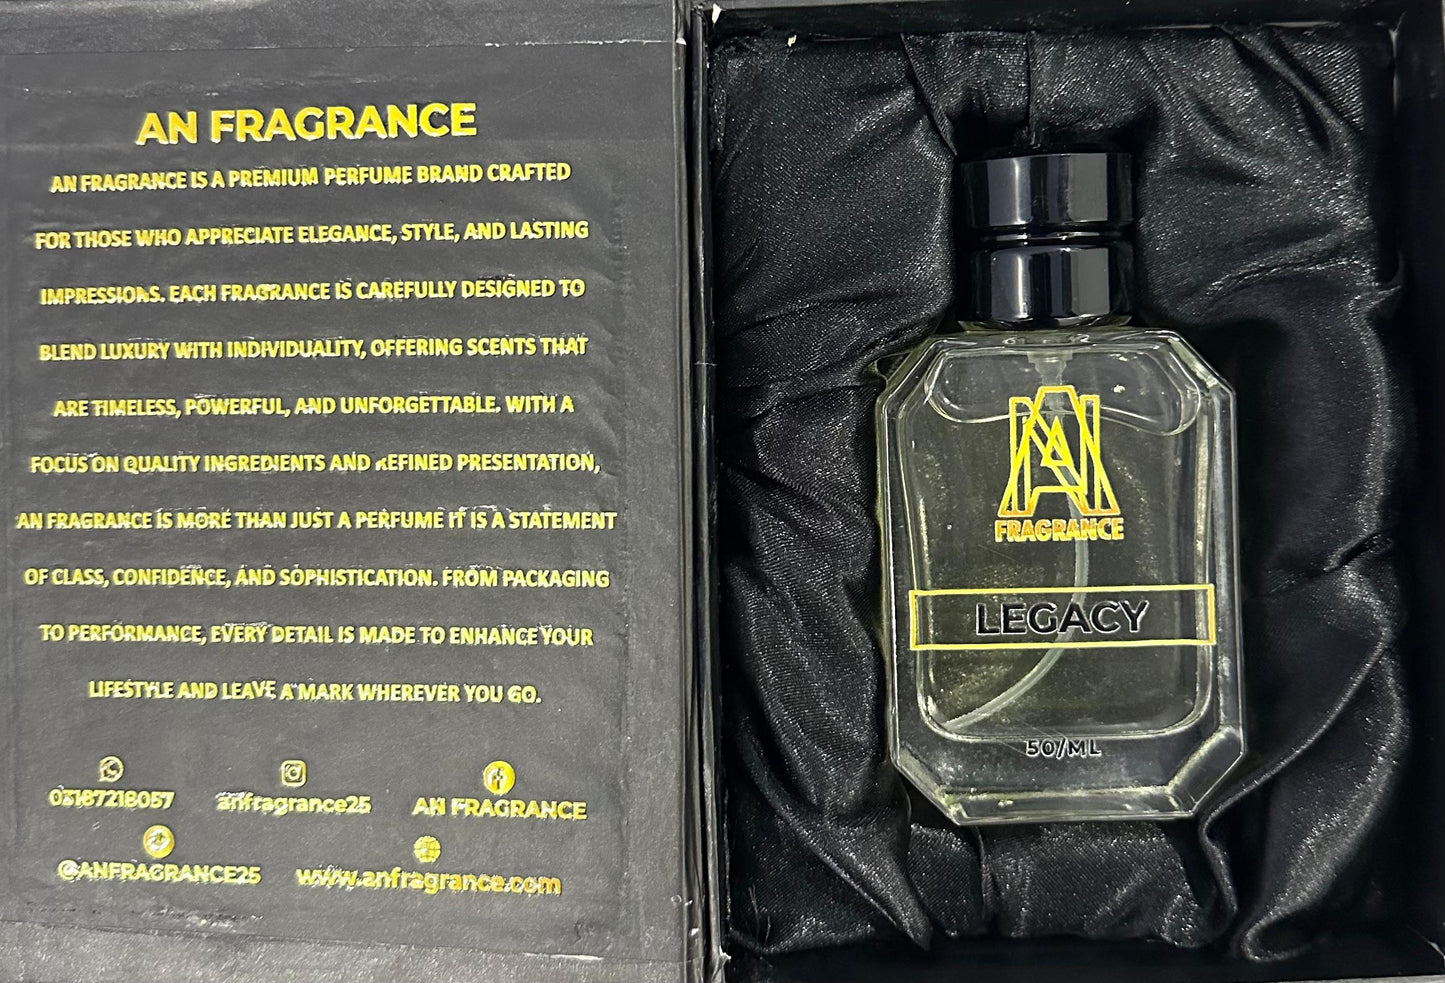 AN FRAGRANCE
AN FRAGRANCE IS A PREMIUM PERFUME BRAND CRAFTED
FOR THOSE WHO APPRECIATE ELEGANCE, STYLE, AND LASTING
IMPRESSIONS. EACH FRAGRANCE IS CAREFULLY DESIGNED TO
BLEND LUXURY WITH INDIVIDUALITY, OFFERING SCENTS THAT
ARE TIMELESS, POWERFUL, AND UNFORGETTABLE. WITH A
FOCUS ON QUALITY INGREDIENTS AND REFINED PRESENTATION,
AN FRAGRANCE IS MORE THAN JUST A PERFUME IT IS A STATEMENT
OF CLASS, CONFIDENCE, AND SOPHISTICATION. FROM PACKAGING
TO PERFORMANCE, EVERY DETAIL IS MADE TO ENHANCE YOUR
LIFESTYLE AND LEAVE A MARK WHEREVER YOU GO.
03187218057 anfragrance25 AN FRAGRANCE
@ANFRAGRANCE25 www.anfragrance.com
AN
FRAGRANCE
LEGACY
50/ML